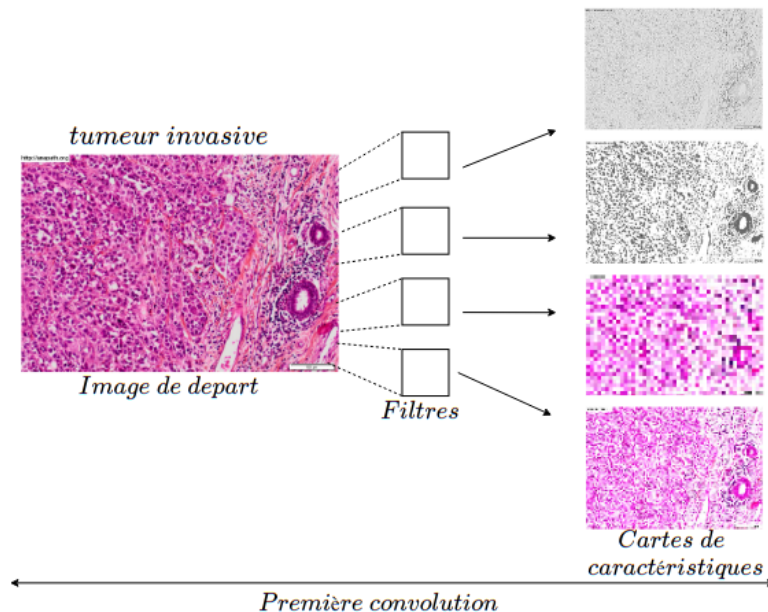 tumeur invasive
Image de depart
Filtres
Cartes de
caractéristiques
Première convolution